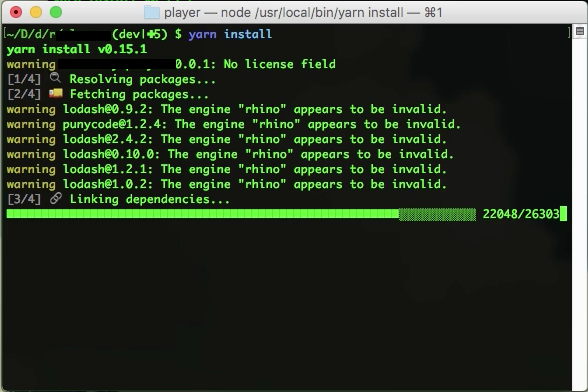 player — node /usr/local/bin/yarn install — ⌘1
[~/D/d/ (dev|✚5) $ yarn install
yarn install v0.15.1
warning 0.0.1: No license field
[1/4] 🔍 Resolving packages...
[2/4] 🚚 Fetching packages...
warning lodash@0.9.2: The engine "rhino" appears to be invalid.
warning punycode@1.2.4: The engine "rhino" appears to be invalid.
warning lodash@2.4.2: The engine "rhino" appears to be invalid.
warning lodash@0.10.0: The engine "rhino" appears to be invalid.
warning lodash@1.2.1: The engine "rhino" appears to be invalid.
warning lodash@1.0.2: The engine "rhino" appears to be invalid.
[3/4] 🔗 Linking dependencies...
22048/26303